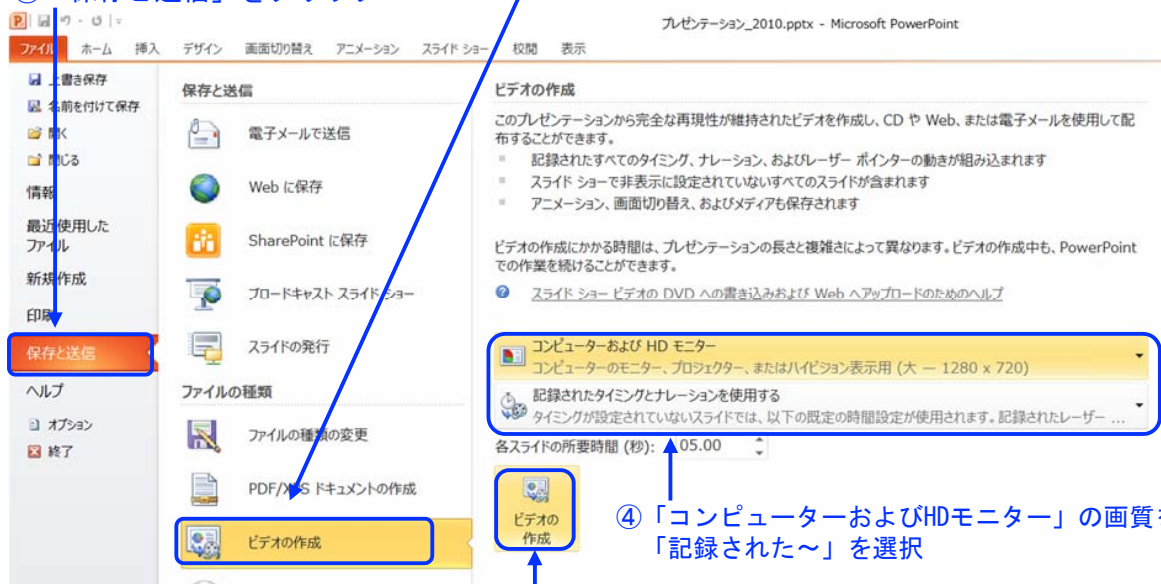 「保存と送信」をクリック
プレゼンテーション_2010.pptx - Microsoft PowerPoint
ファイル ホーム 挿入 デザイン 画面切り替え アニメーション スライド ショー 校閲 表示
上書き保存
名前を付けて保存
開く
閉じる
情報
最近使用した
ファイル
新規作成
印刷
保存と送信
ヘルプ
オプション
終了
保存と送信
電子メールで送信
Web に保存
SharePoint に保存
ブロードキャスト スライド ショー
スライドの発行
ファイルの種類
ファイルの種類の変更
PDF/XPS ドキュメントの作成
ビデオの作成
ビデオの作成
このプレゼンテーションから完全な再現性が維持されたビデオを作成し、CD や Web、または電子メールを使用して配
布することができます。
記録されたすべてのタイミング、ナレーション、およびレーザー ポインターの動きが組み込まれます
スライド ショーで非表示に設定されていないすべてのスライドが含まれます
アニメーション、画面切り替え、およびメディアも保存されます
ビデオの作成にかかる時間は、プレゼンテーションの長さと複雑さによって異なります。ビデオの作成中も、PowerPoint
での作業を続けることができます。
スライド ショー ビデオの DVD への書き込みおよび Web へアップロードのためのヘルプ
コンピューターおよび HD モニター
コンピューターのモニター、プロジェクター、またはハイビジョン表示用 (大 － 1280 x 720)
記録されたタイミングとナレーションを使用する
タイミングが設定されていないスライドでは、以下の既定の時間設定が使用されます。記録されたレーザー ...
各スライドの所要時間 (秒): 05.00
ビデオの
作成
④「コンピューターおよびHDモニター」の画質を
「記録された～」を選択